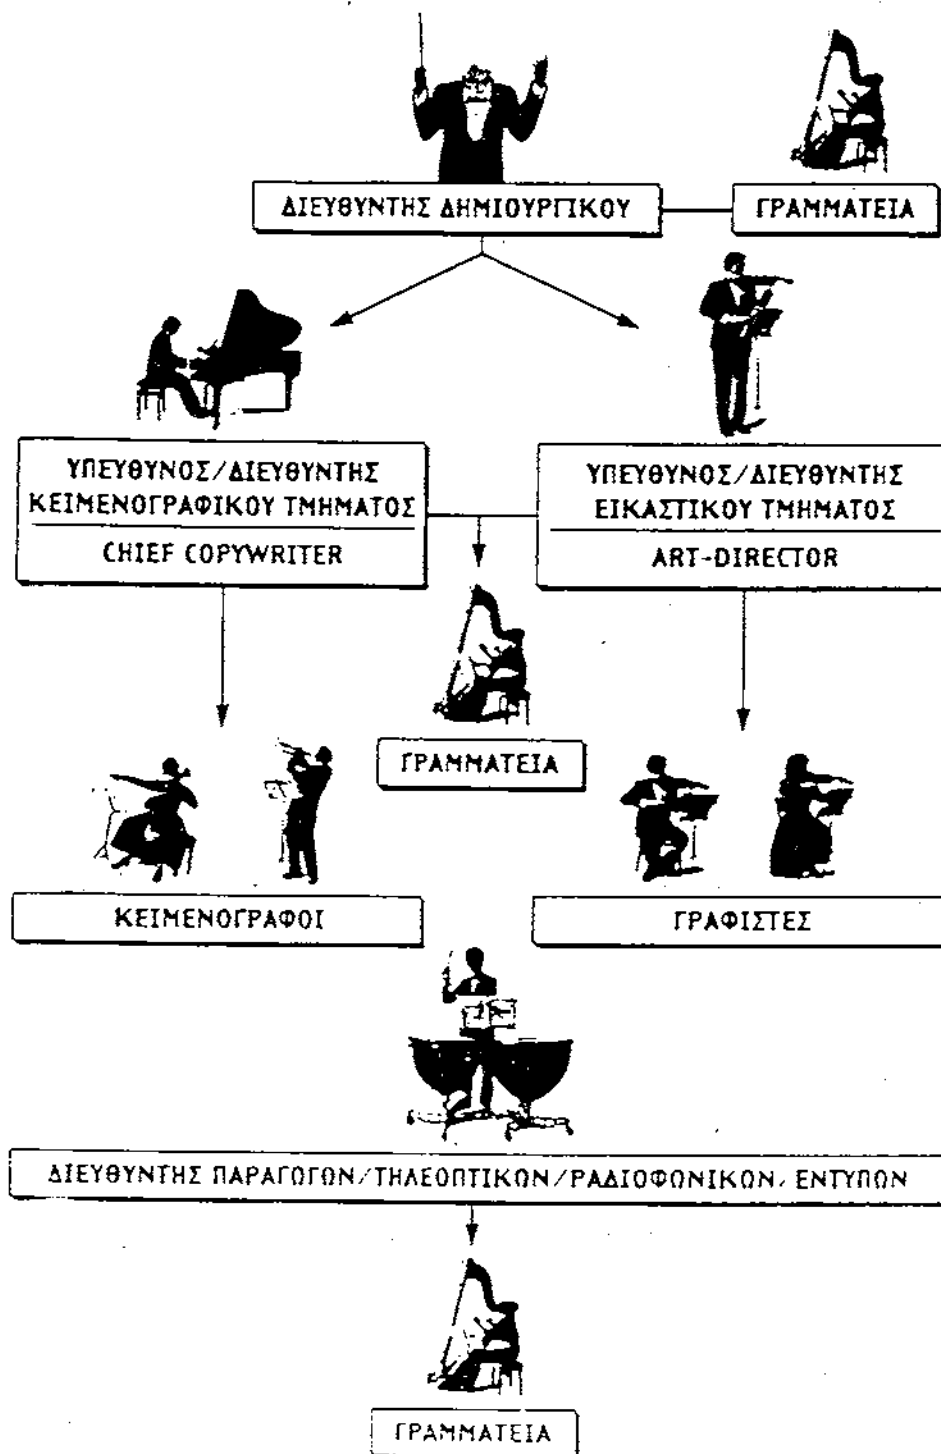 ΔΙΕΥΘΥΝΤΗΣ ΔΗΜΙΟΥΡΓΙΚΟΥ
ΓΡΑΜΜΑΤΕΙΑ
ΥΠΕΥΘΥΝΟΣ/ΔΙΕΥΘΥΝΤΗΣ
ΚΕΙΜΕΝΟΓΡΑΦΙΚΟΥ ΤΜΗΜΑΤΟΣ
CHIEF COPYWRITER
ΥΠΕΥΘΥΝΟΣ/ΔΙΕΥΘΥΝΤΗΣ
ΕΙΚΑΣΤΙΚΟΥ ΤΜΗΜΑΤΟΣ
ART-DIRECTOR
ΓΡΑΜΜΑΤΕΙΑ
ΚΕΙΜΕΝΟΓΡΑΦΟΙ
ΓΡΑΦΙΣΤΕΣ
ΔΙΕΥΘΥΝΤΗΣ ΠΑΡΑΓΩΓΩΝ/ΤΗΛΕΟΠΤΙΚΩΝ/ΡΑΔΙΟΦΩΝΙΚΩΝ/ ΕΝΤΥΠΩΝ
ΓΡΑΜΜΑΤΕΙΑ